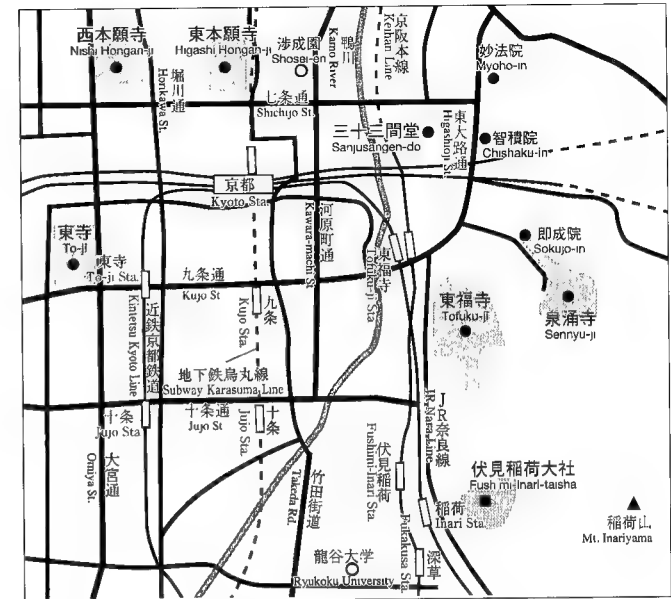 西本願寺
Nishi Hongan-ji
東本願寺
Higashi Hongan-ji
渉成園
Shosei-en
鴨川
Kamo River
京阪本線
Keihan Line
妙法院
Myoho-in
堀川通
Horikawa St.
七条通
Shichijo St.
三十三間堂
Sanjusangen-do
東大路通
Higashioji St.
智積院
Chishaku-in
京都
Kyoto Sta.
東寺
To-ji
東寺
To-ji Sta.
九条通
Kujo St
河原町通
Kawara-machi St
東福寺
Tofuku-ji Sta
即成院
Sokujo-in
東福寺
Tofuku-ji
泉涌寺
Sennyu-ji
近鉄京都鉄道
Kintetsu Kyoto Line
九条
Kujo Sta.
地下鉄烏丸線
Subway Karasuma Line
十条
Jujo Sta.
十条通
Jujo St
十条
Jujo Sta.
大宮通
Omiya St.
竹田街道
Takeda Rd.
伏見稲荷
Fushimi-Inari Sta.
JR奈良線
JR Nara Line
伏見稲荷大社
Fushimi-Inari-taisha
稲荷
Inari Sta.
稲荷山
Mt. Inariyama
深草
Fukakusa Sta.
龍谷大学
Ryukoku University